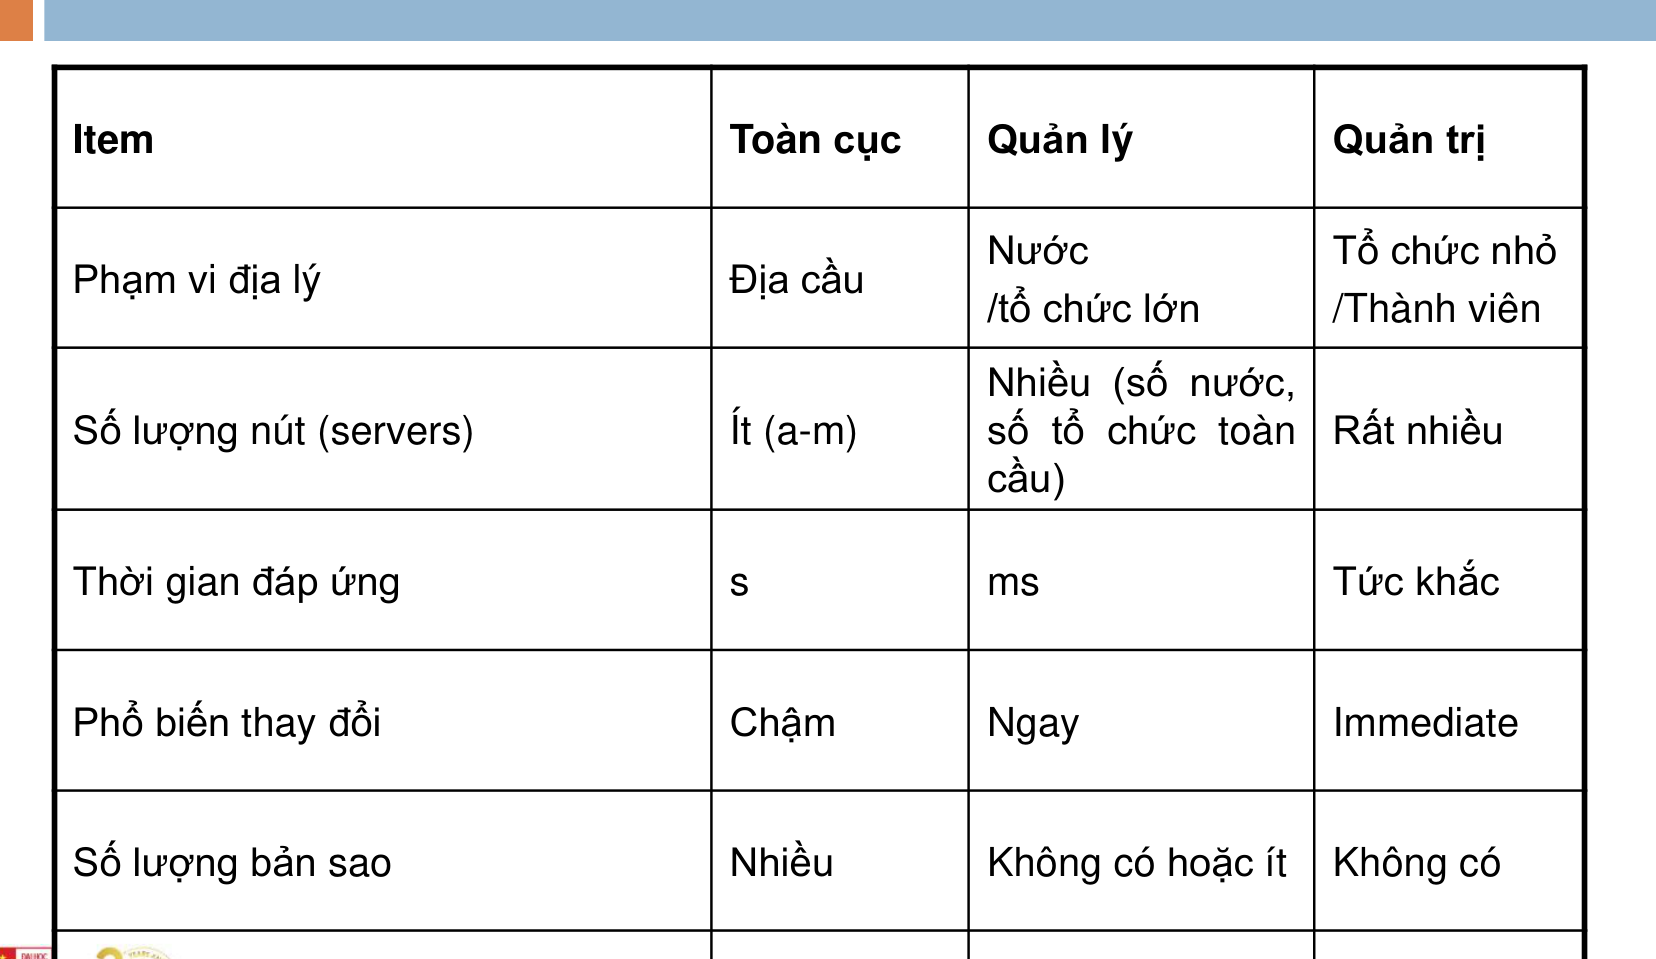 Item
Toàn cục
Quản lý
Quản trị
Phạm vi địa lý
Địa cầu
Nước
/tổ chức lớn
Tổ chức nhỏ
/Thành viên
Số lượng nút (servers)
Ít (a-m)
Nhiều (số nước,
số tổ chức toàn
cầu)
Rất nhiều
Thời gian đáp ứng
s
ms
Tức khắc
Phổ biến thay đổi
Chậm
Ngay
Immediate
Số lượng bản sao
Nhiều
Không có hoặc ít
Không có
ĐẠI HỌC